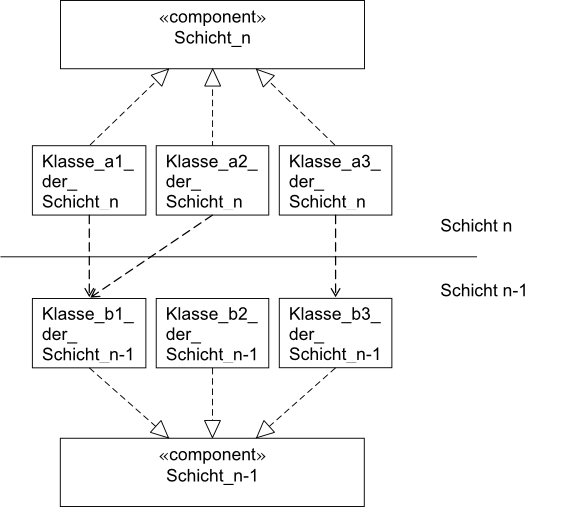 «component»
Schicht_n
Klasse_a1_
der_
Schicht_n
Klasse_a2_
der_
Schicht_n
Klasse_a3_
der_
Schicht_n
Schicht n
Schicht n-1
Klasse_b1_
der_
Schicht_n-1
Klasse_b2_
der_
Schicht_n-1
Klasse_b3_
der_
Schicht_n-1
«component»
Schicht_n-1